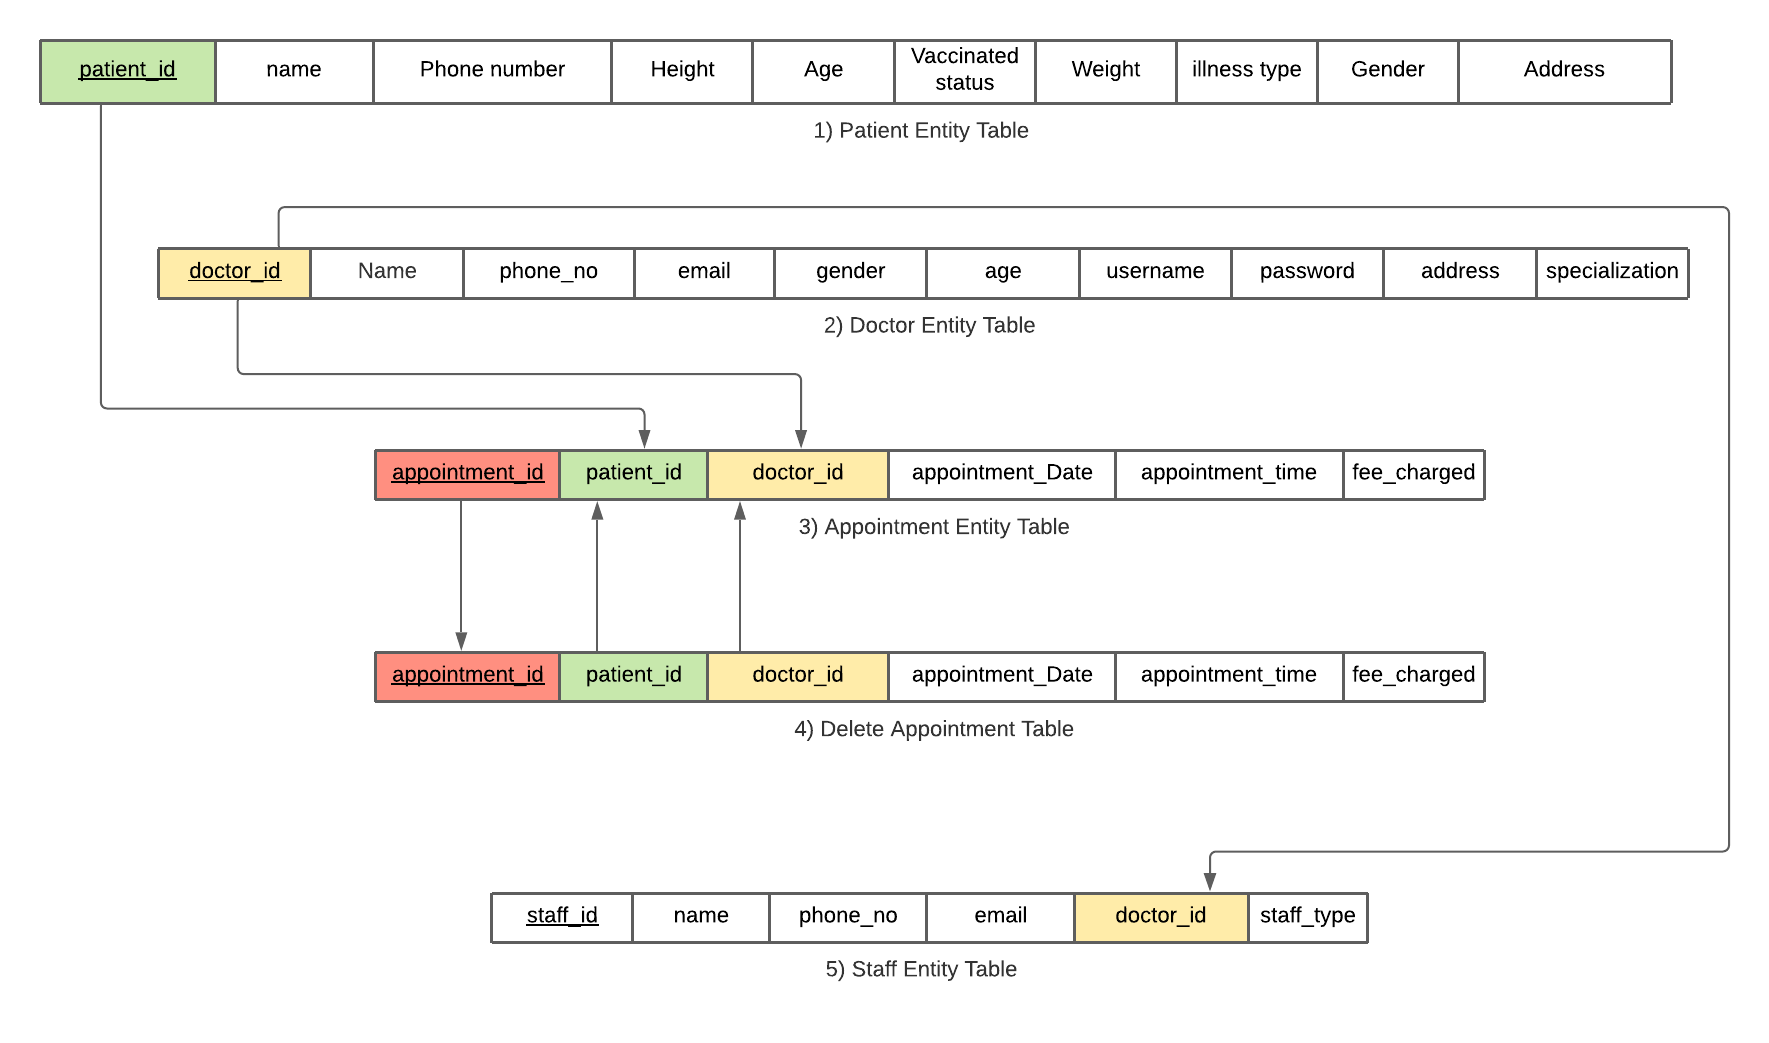 patient_id name Phone number Height Age Vaccinated status Weight illness type Gender Address
1) Patient Entity Table
doctor_id Name phone_no email gender age username password address specialization
2) Doctor Entity Table
appointment_id patient_id doctor_id appointment_Date appointment_time fee_charged
3) Appointment Entity Table
appointment_id patient_id doctor_id appointment_Date appointment_time fee_charged
4) Delete Appointment Table
staff_id name phone_no email doctor_id staff_type
5) Staff Entity Table